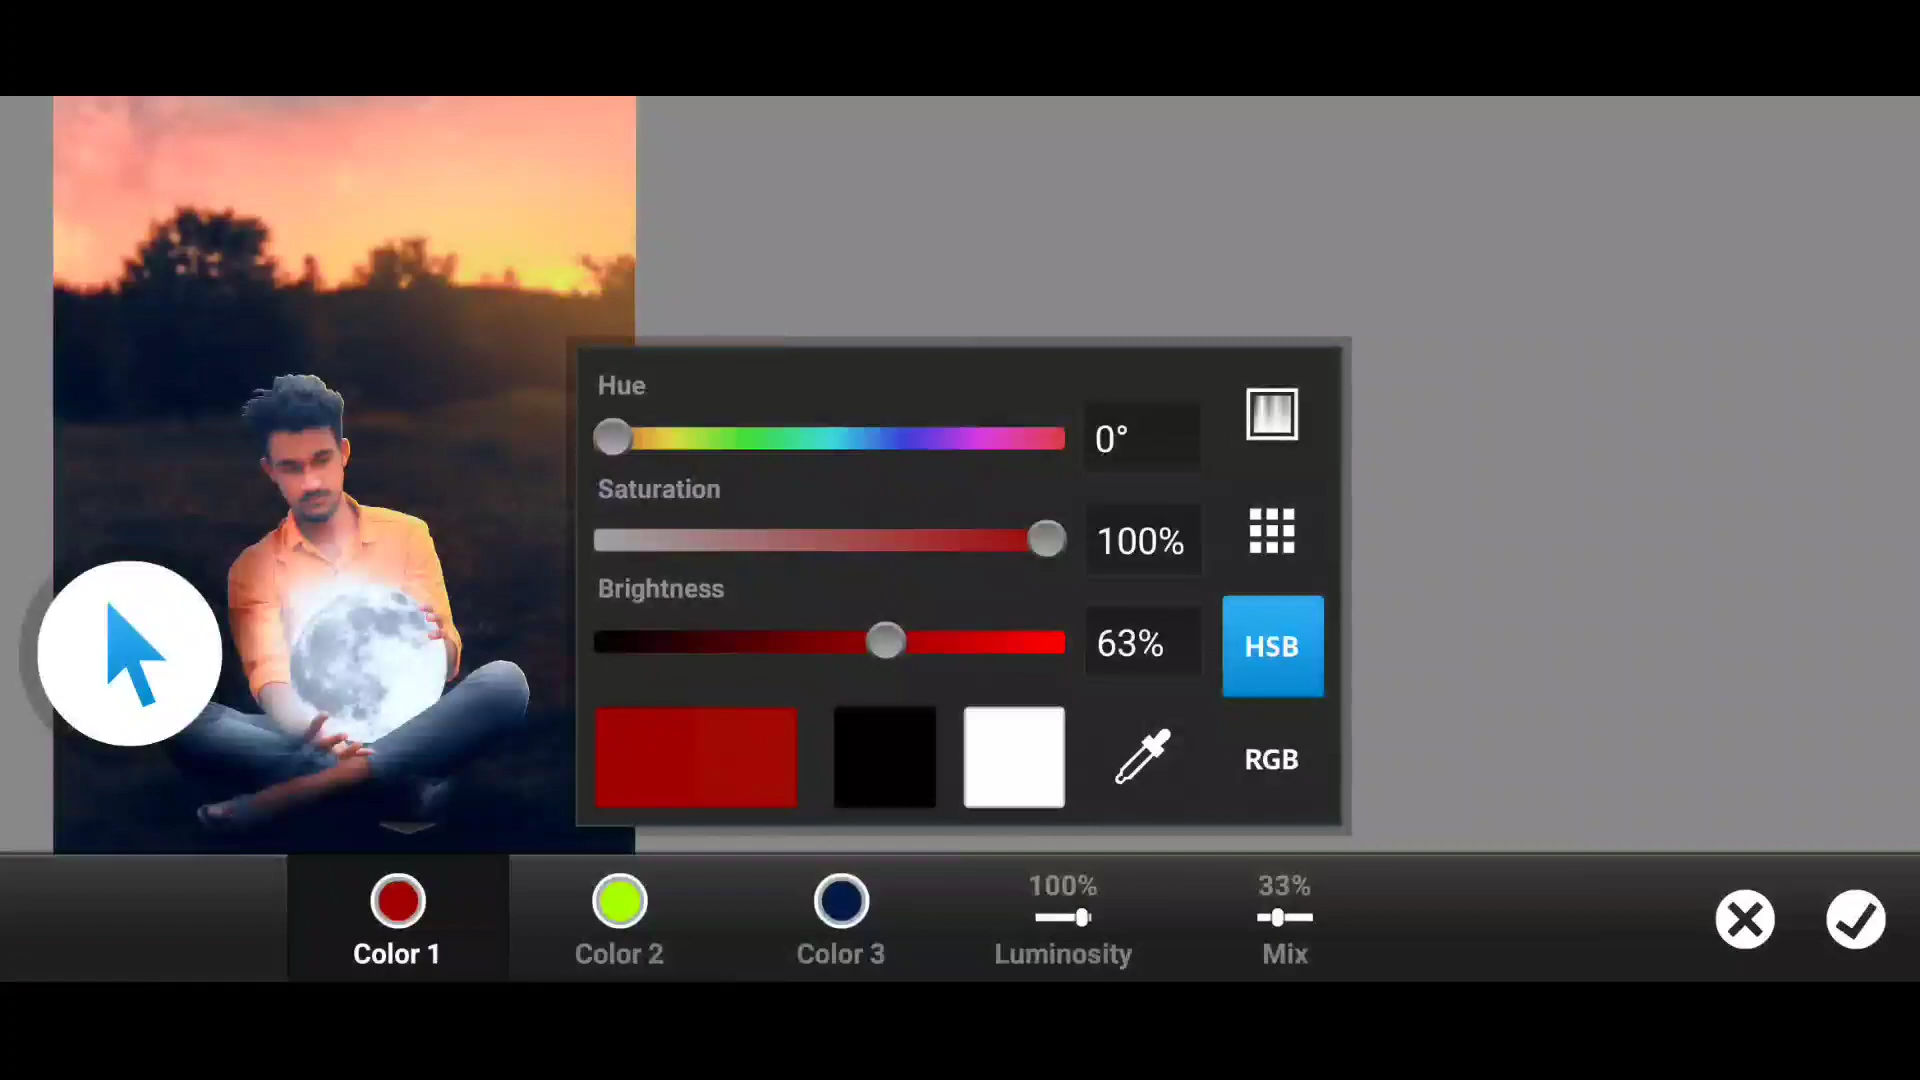 Hue
0°
Saturation
100%
Brightness
63%
HSB
RGB
100%
33%
Color 1
Color 2
Color 3
Luminosity
Mix